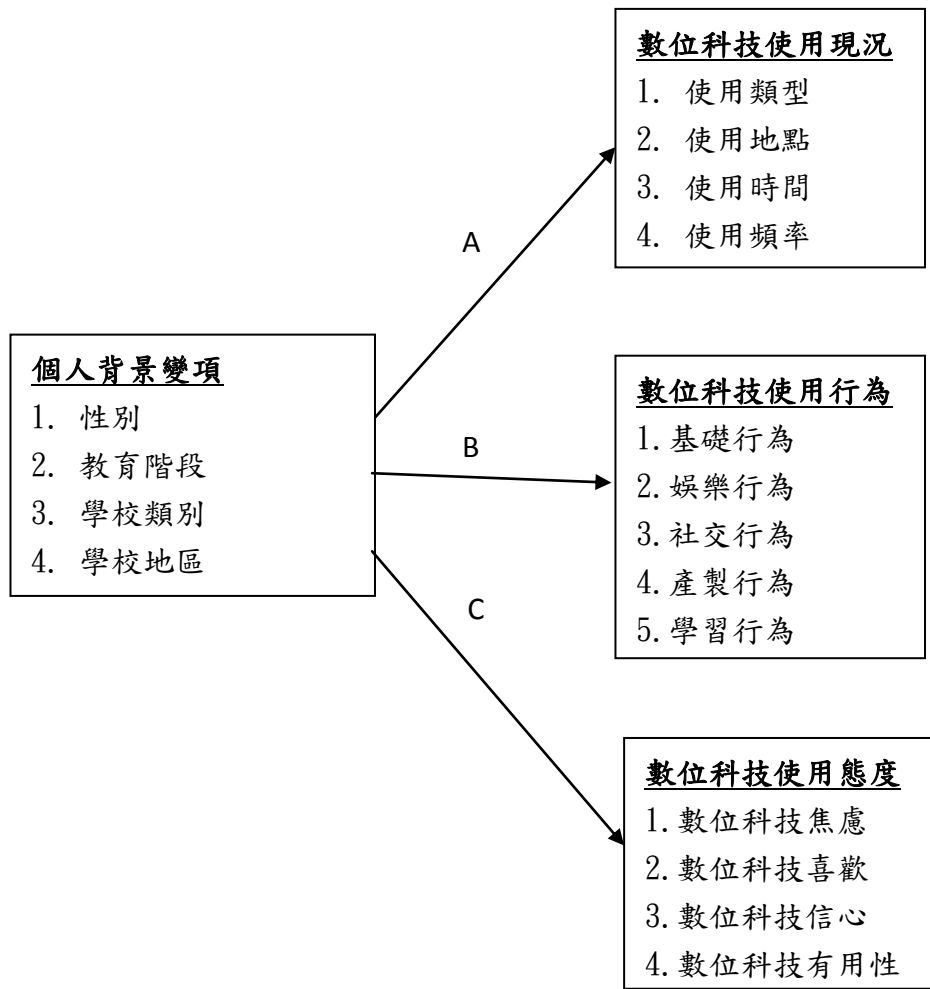 數位科技使用現況
1. 使用類型
2. 使用地點
3. 使用時間
4. 使用頻率
A
個人背景變項
1. 性別
2. 教育階段
3. 學校類別
4. 學校地區
B
數位科技使用行為
1.基礎行為
2.娛樂行為
3.社交行為
4.產製行為
5.學習行為
C
數位科技使用態度
1.數位科技焦慮
2.數位科技喜歡
3.數位科技信心
4.數位科技有用性